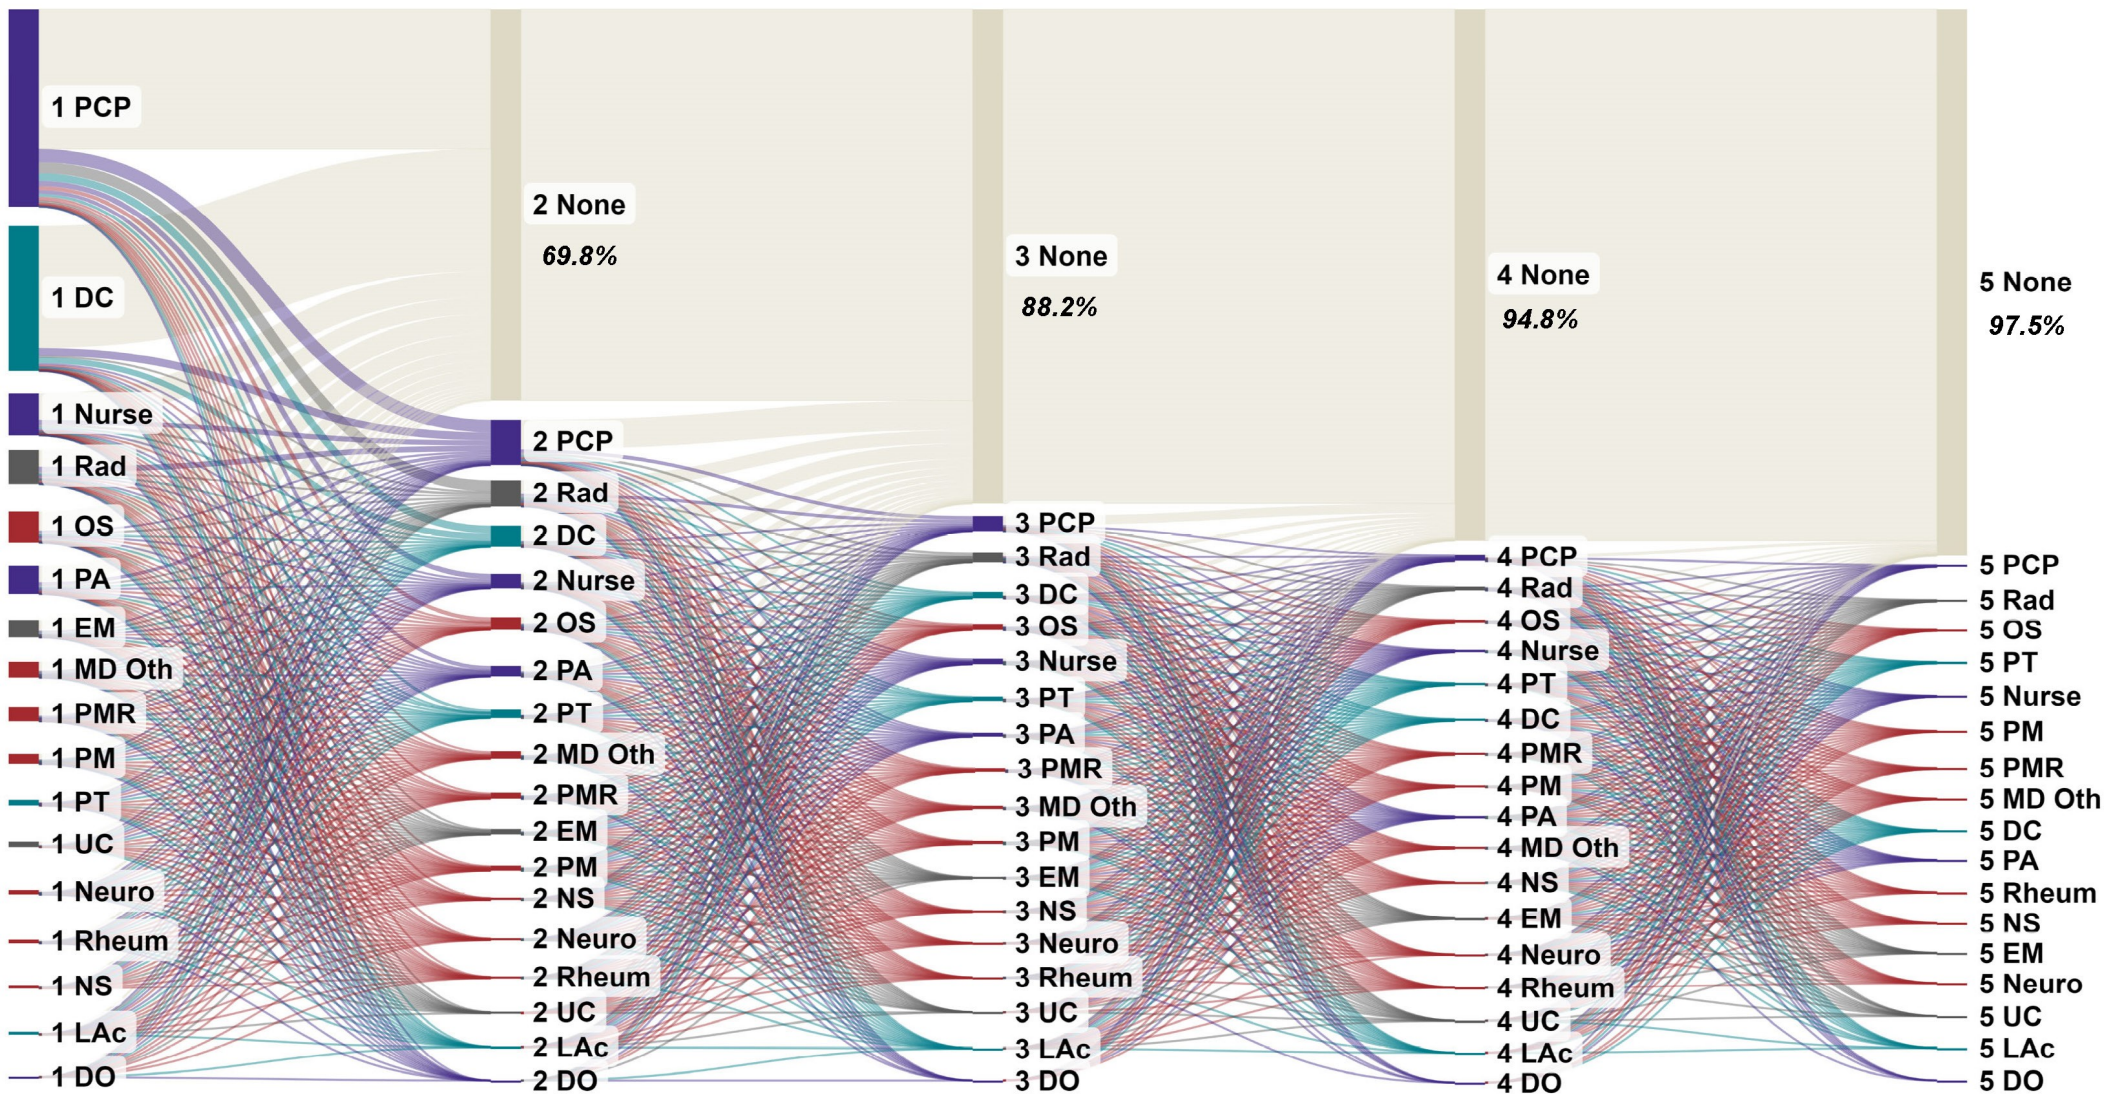 1 PCP
1 DC
1 Nurse
1 Rad
1 OS
1 PA
1 EM
1 MD Oth
1 PMR
1 PM
1 PT
1 UC
1 Neuro
1 Rheum
1 NS
1 LAc
1 DO
2 None
69.8%
2 PCP
2 Rad
2 DC
2 Nurse
2 OS
2 PA
2 PT
2 MD Oth
2 PMR
2 EM
2 PM
2 NS
2 Neuro
2 Rheum
2 UC
2 LAc
2 DO
3 None
88.2%
3 PCP
3 Rad
3 DC
3 OS
3 Nurse
3 PT
3 PA
3 PMR
3 MD Oth
3 PM
3 EM
3 NS
3 Neuro
3 Rheum
3 UC
3 LAc
3 DO
4 None
94.8%
4 PCP
4 Rad
4 OS
4 Nurse
4 PT
4 DC
4 PMR
4 PM
4 PA
4 MD Oth
4 NS
4 EM
4 Neuro
4 Rheum
4 UC
4 LAc
4 DO
5 None
97.5%
5 PCP
5 Rad
5 OS
5 PT
5 Nurse
5 PM
5 PMR
5 MD Oth
5 DC
5 PA
5 Rheum
5 NS
5 EM
5 Neuro
5 UC
5 LAc
5 DO